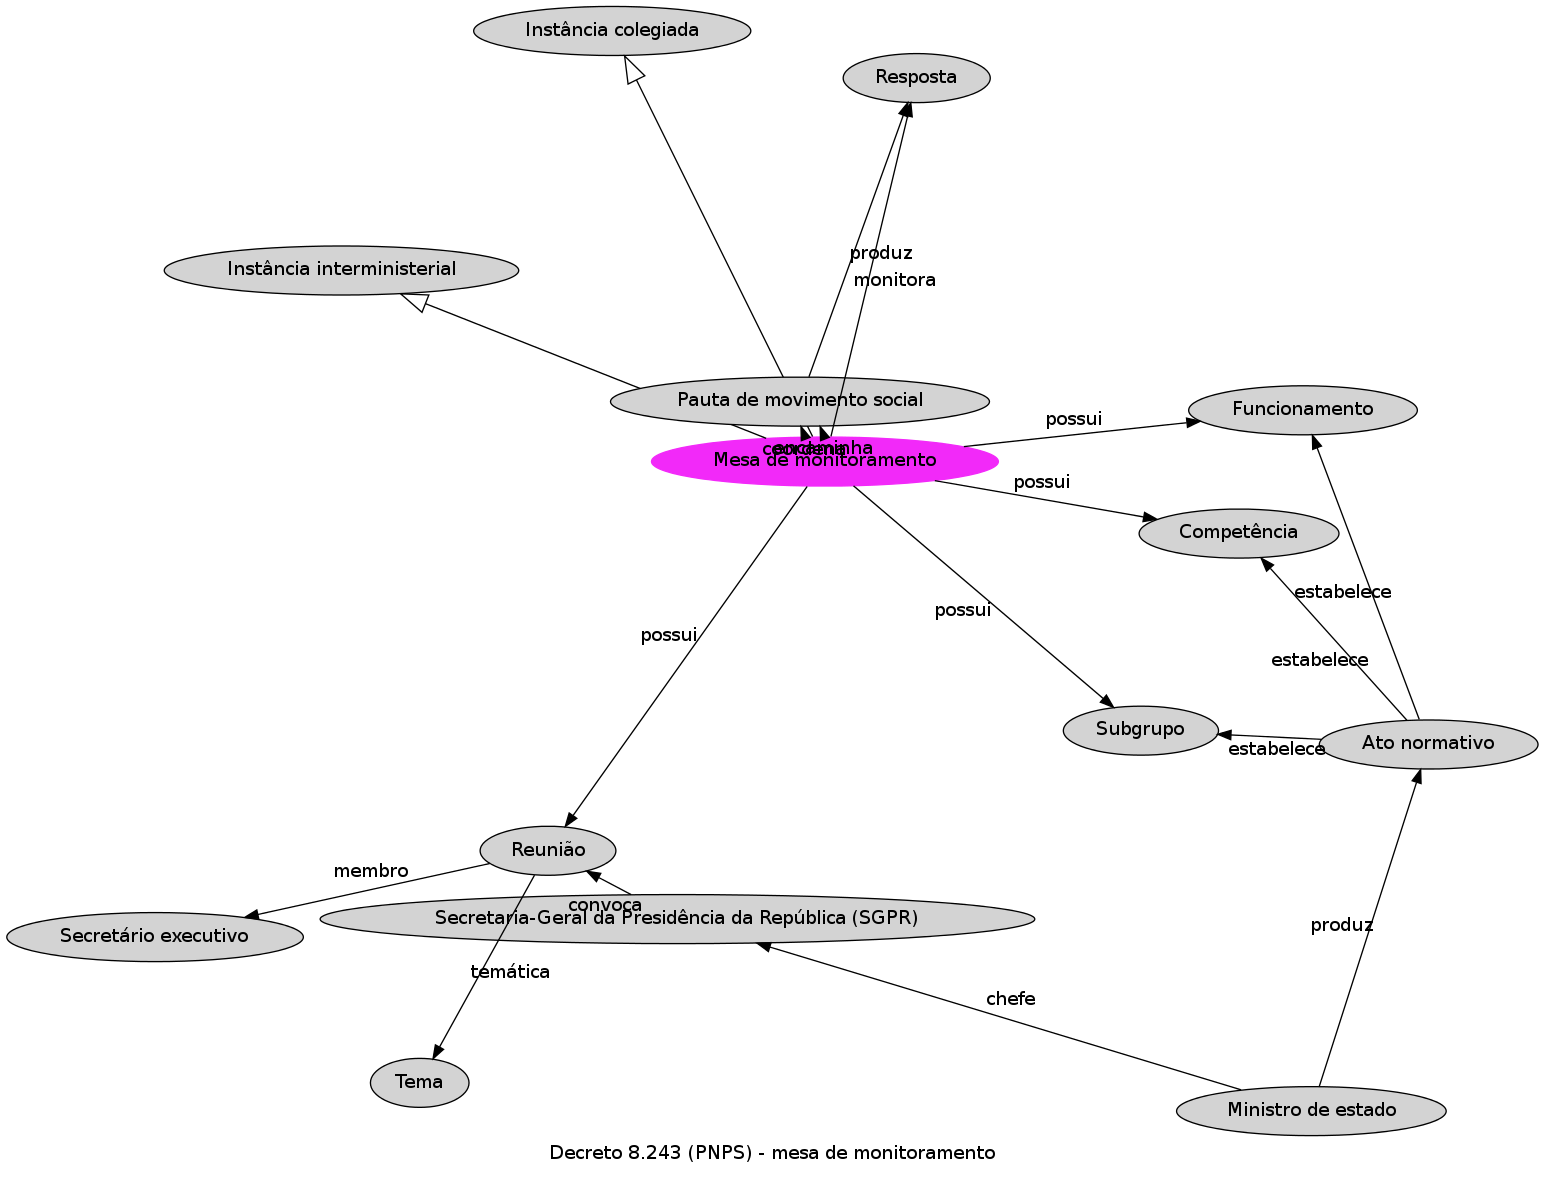 Instância colegiada
Resposta
Instância interministerial
produz
monitora
Pauta de movimento social
Funcionamento
possui
encaminha
coordena
Mesa de monitoramento
possui
Competência
estabelece
possui
possui
estabelece
Subgrupo
Ato normativo
estabelece
Reunião
membro
convoca
Secretaria-Geral da Presidência da República (SGPR)
produz
Secretário executivo
temática
chefe
Tema
Ministro de estado
Decreto 8.243 (PNPS) - mesa de monitoramento